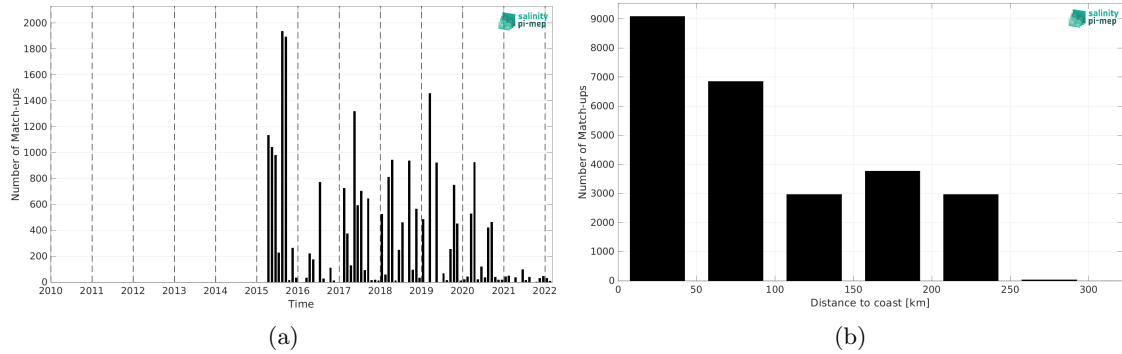 salinity
pi-mep
Number of Match-ups
2000
1800
1600
1400
1200
1000
800
600
400
200
0
2010 2011 2012 2013 2014 2015 2016 2017 2018 2019 2020 2021 2022
Time
(a)
salinity
pi-mep
Number of Match-ups
9000
8000
7000
6000
5000
4000
3000
2000
1000
0
0 50 100 150 200 250 300
Distance to coast [km]
(b)